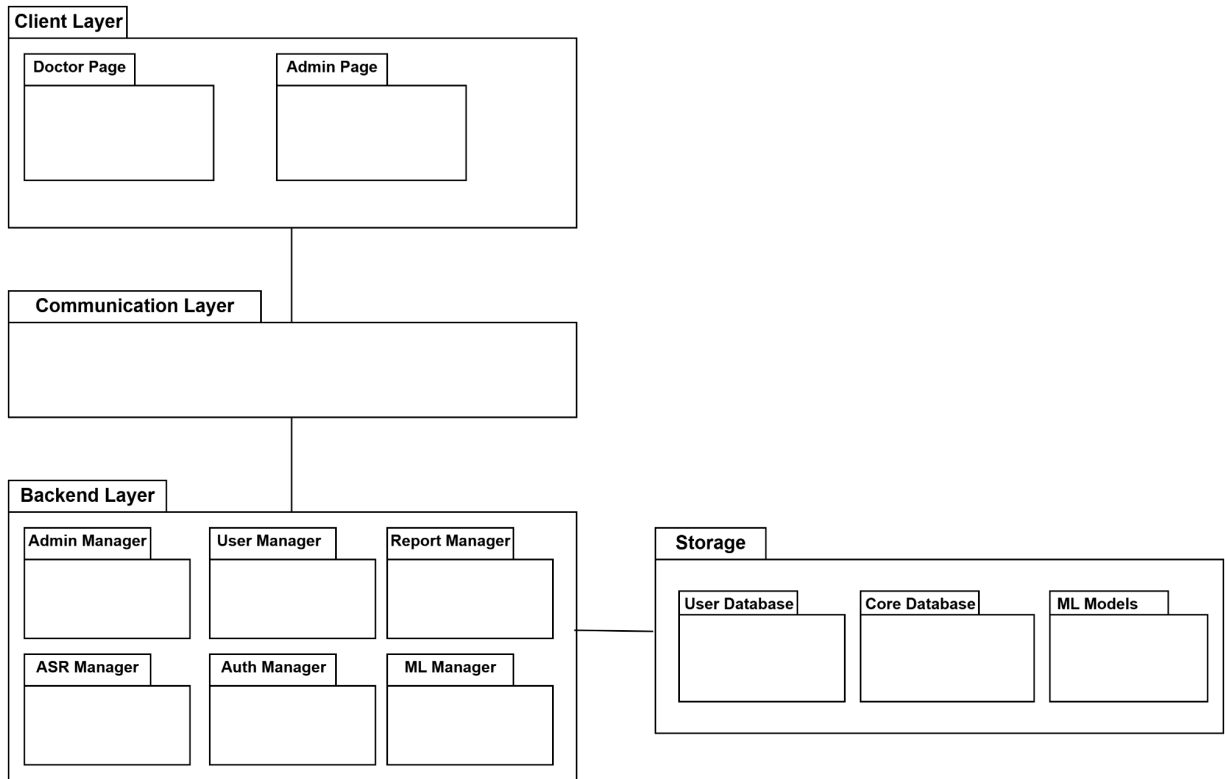 Client Layer
Doctor Page
Admin Page
Communication Layer
Backend Layer
Admin Manager
User Manager
Report Manager
ASR Manager
Auth Manager
ML Manager
Storage
User Database
Core Database
ML Models